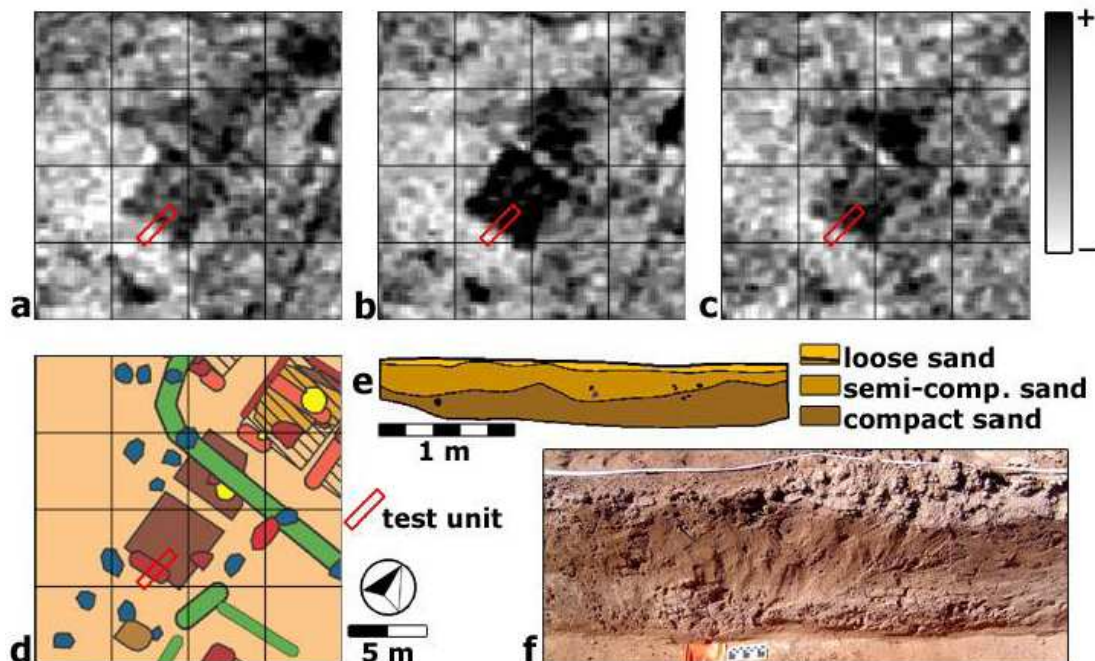 +
a
b
c
–
e
loose sand
semi-comp. sand
compact sand
1 m
test unit
d
5 m
f